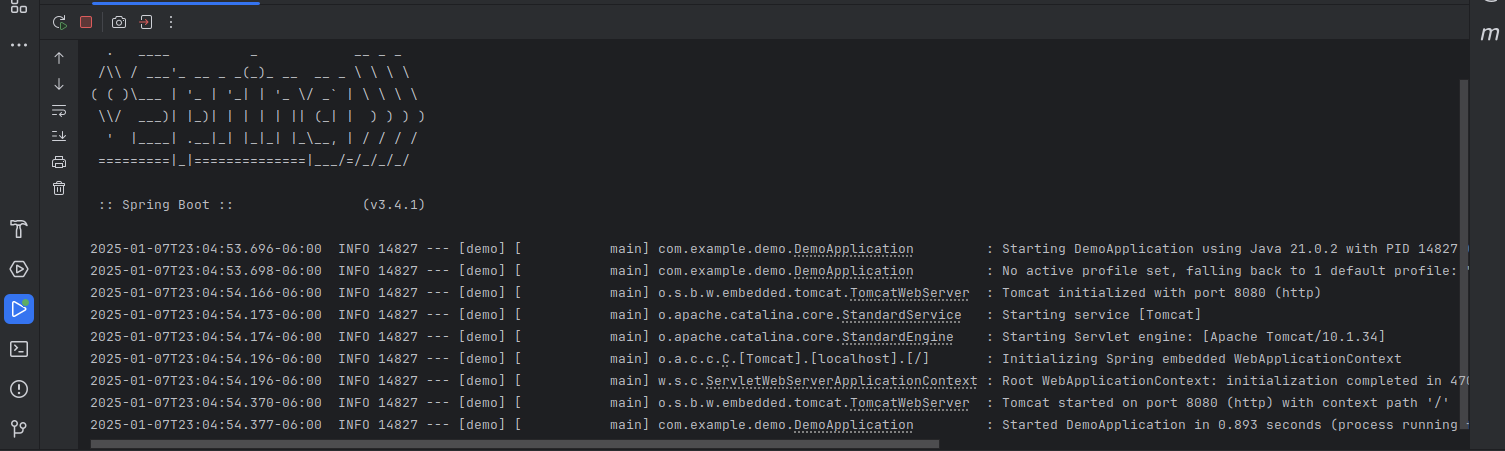 m
  .   ____          _            __ _ _
 /\\ / ___'_ __ _ _(_)_ __  __ _ \ \ \ \
( ( )\___ | '_ | '_| | '_ \/ _` | \ \ \ \
 \\/  ___)| |_)| | | | | || (_| |  ) ) ) )
  '  |____| .__|_| |_|_| |_\__, | / / / /
 =========|_|==============|___/=/_/_/_/
 :: Spring Boot ::                (v3.4.1)
2025-01-07T23:04:53.696-06:00  INFO 14827 --- [demo] [           main] com.example.demo.DemoApplication         : Starting DemoApplication using Java 21.0.2 with PID 14827
2025-01-07T23:04:53.698-06:00  INFO 14827 --- [demo] [           main] com.example.demo.DemoApplication         : No active profile set, falling back to 1 default profile: "
2025-01-07T23:04:54.166-06:00  INFO 14827 --- [demo] [           main] o.s.b.w.embedded.tomcat.TomcatWebServer  : Tomcat initialized with port 8080 (http)
2025-01-07T23:04:54.173-06:00  INFO 14827 --- [demo] [           main] o.apache.catalina.core.StandardService   : Starting service [Tomcat]
2025-01-07T23:04:54.174-06:00  INFO 14827 --- [demo] [           main] o.apache.catalina.core.StandardEngine    : Starting Servlet engine: [Apache Tomcat/10.1.34]
2025-01-07T23:04:54.196-06:00  INFO 14827 --- [demo] [           main] o.a.c.c.C.[Tomcat].[localhost].[/]       : Initializing Spring embedded WebApplicationContext
2025-01-07T23:04:54.196-06:00  INFO 14827 --- [demo] [           main] w.s.c.ServletWebServerApplicationContext : Root WebApplicationContext: initialization completed in 470
2025-01-07T23:04:54.370-06:00  INFO 14827 --- [demo] [           main] o.s.b.w.embedded.tomcat.TomcatWebServer  : Tomcat started on port 8080 (http) with context path '/'
2025-01-07T23:04:54.377-06:00  INFO 14827 --- [demo] [           main] com.example.demo.DemoApplication         : Started DemoApplication in 0.893 seconds (process running